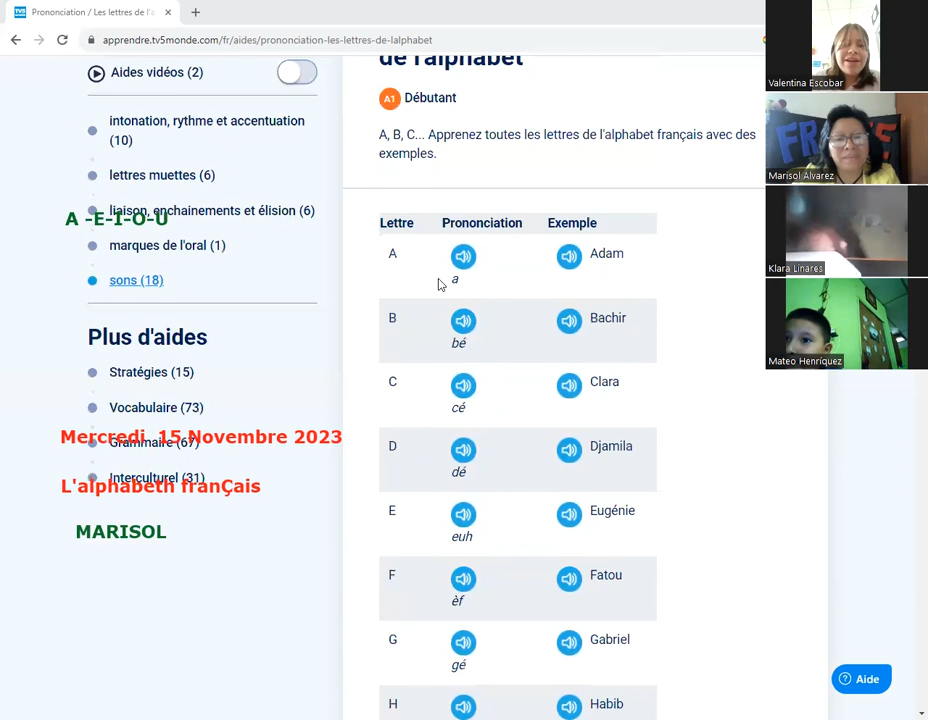 Prononciation / Les lettres de l'a
apprendre.tv5monde.com/fr/aides/prononciation-les-lettres-de-lalphabet
de l'alphabet
Aides vidéos (2)
A1 Débutant
A, B, C... Apprenez toutes les lettres de l'alphabet français avec des
exemples.
intonation, rythme et accentuation
(10)
lettres muettes (6)
liaison, enchainements et élision (6)
A -E-I-O-U
marques de l'oral (1)
sons (18)
Plus d'aides
Stratégies (15)
Vocabulaire (73)
Mercredi 15 Novembre 2023
Grammaire (67)
Interculturel (31)
L'alphabeth franÇais
MARISOL
Lettre Prononciation Exemple
A a Adam
B bé Bachir
C cé Clara
D dé Djamila
E euh Eugénie
F èf Fatou
G gé Gabriel
H Habib
Valentina Escobar
Marisol Alvarez
Klara Linares
Mateo Henríquez
Aide